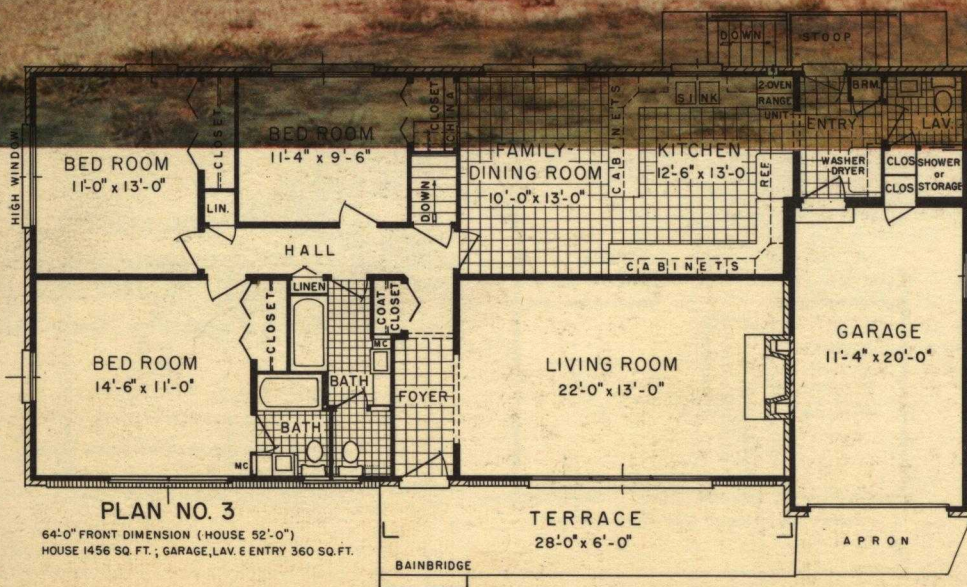 DOWN
STOOP
HIGH WINDOW
BED ROOM
11'-0" x 13'-0"
CLOSET
LIN.
BED ROOM
11'-4" x 9'-6"
CLOSET
CHINA
DOWN
FAMILY-
DINING ROOM
10'-0" x 13'-0"
CABINETS
SINK
KITCHEN
12'-6" x 13'-0
2-OVEN
RANGE
UNIT
REF.
CABINETS
ENTRY
BRM.
LAV.
WASHER
DRYER
CLOS
CLOS
SHOWER
or
STORAGE
HALL
LINEN
CLOSET
COAT
CLOSET
MC
BED ROOM
14'-6" x 11'-0"
BATH
BATH
MC
FOYER
LIVING ROOM
22'-0" x 13'-0"
GARAGE
11'-4" x 20'-0"
PLAN NO. 3
64'-0" FRONT DIMENSION (HOUSE 52'-0")
HOUSE 1456 SQ. FT. ; GARAGE, LAV. & ENTRY 360 SQ. FT.
TERRACE
28'-0" x 6'-0"
APRON
BAINBRIDGE